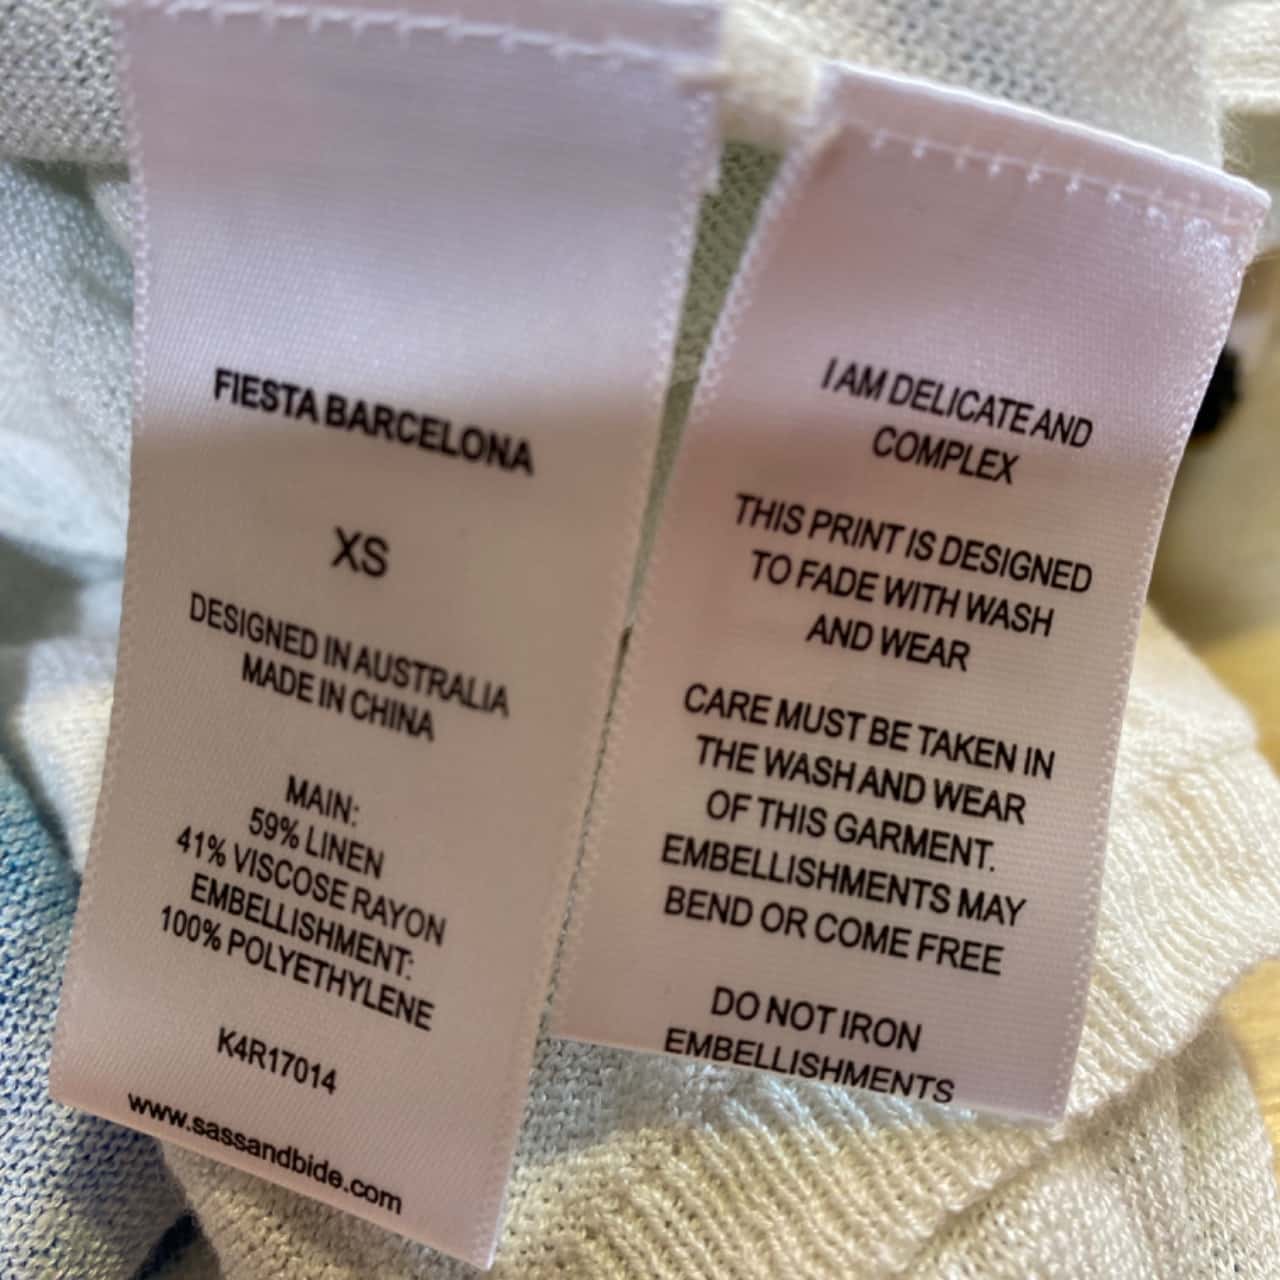 FIESTA BARCELONA
XS
DESIGNED IN AUSTRALIA
MADE IN CHINA
MAIN:
59% LINEN
41% VISCOSE RAYON
EMBELLISHMENT:
100% POLYETHYLENE
K4R17014
www.sassandbide.com
I AM DELICATE AND
COMPLEX
THIS PRINT IS DESIGNED
TO FADE WITH WASH
AND WEAR
CARE MUST BE TAKEN IN
THE WASH AND WEAR
OF THIS GARMENT.
EMBELLISHMENTS MAY
BEND OR COME FREE
DO NOT IRON
EMBELLISHMENTS